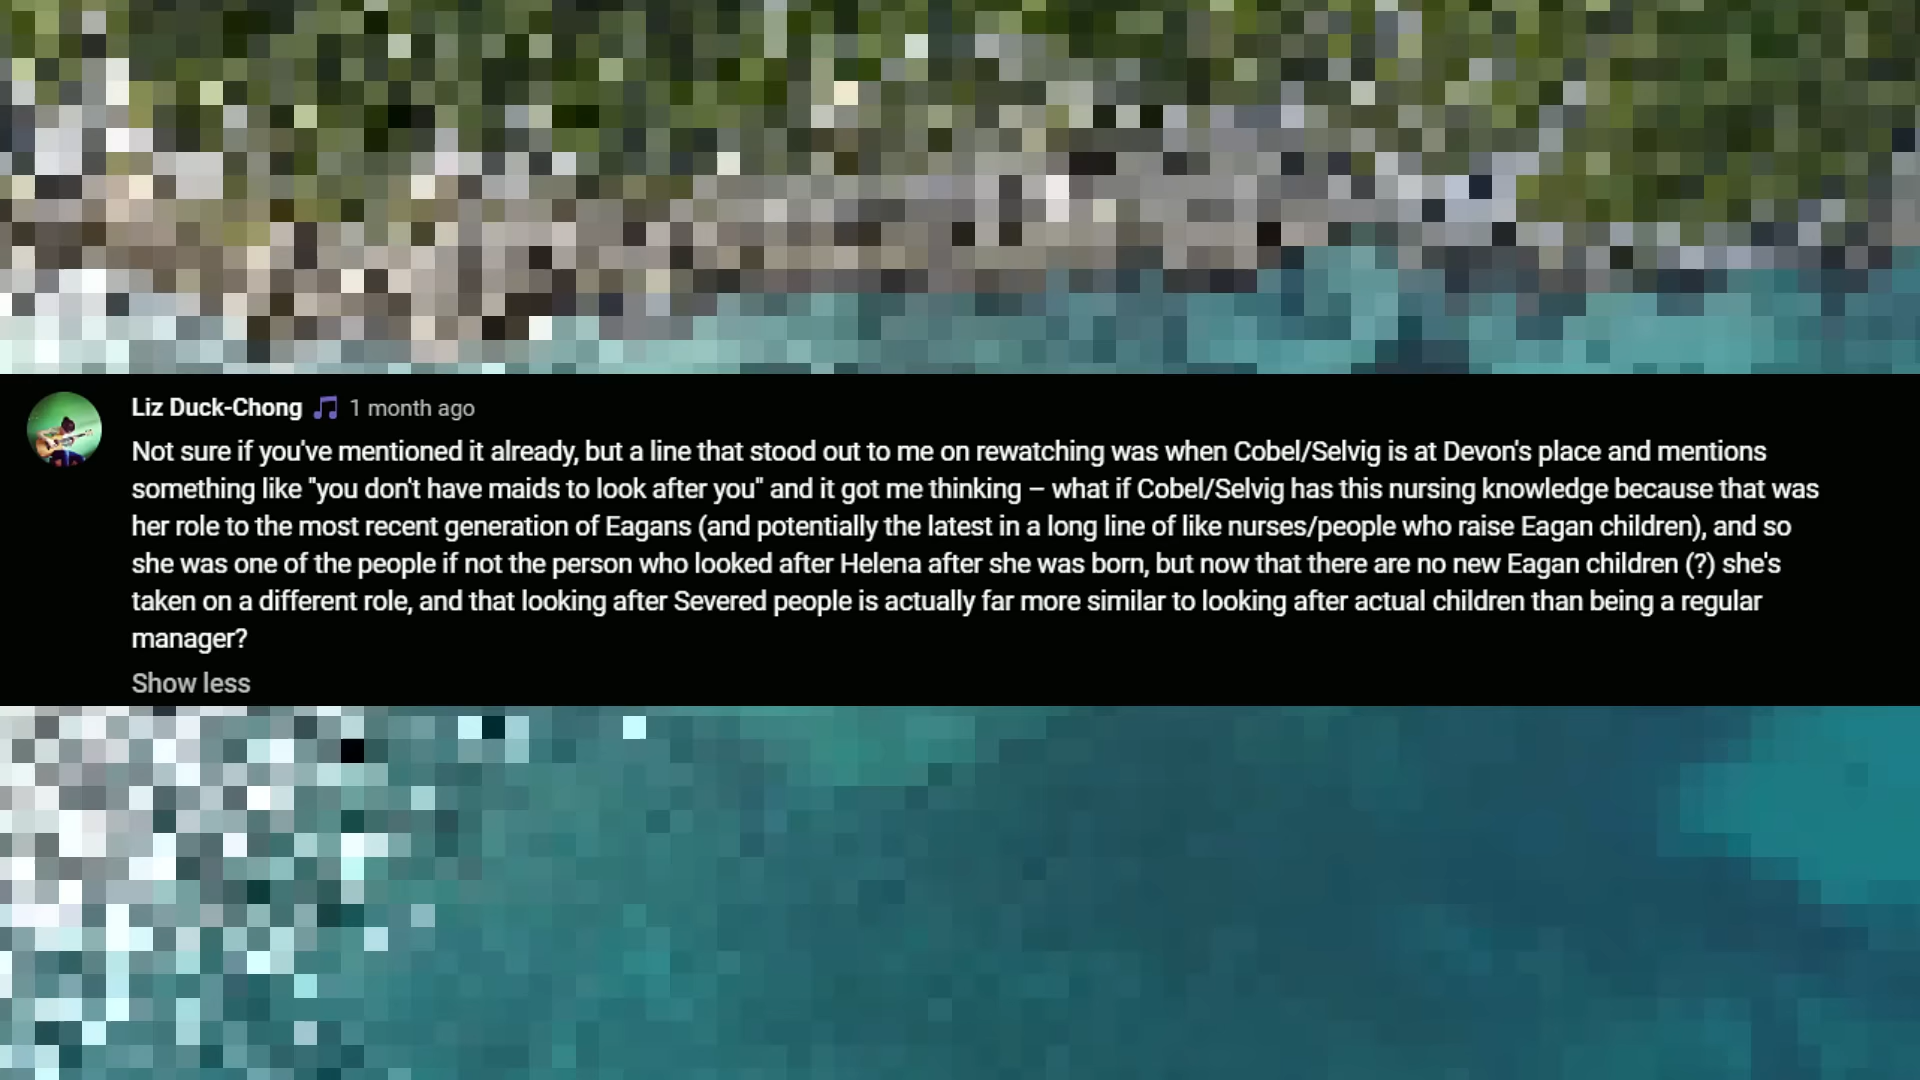 Liz Duck-Chong 🎵 1 month ago
Not sure if you've mentioned it already, but a line that stood out to me on rewatching was when Cobel/Selvig is at Devon's place and mentions
something like "you don't have maids to look after you" and it got me thinking – what if Cobel/Selvig has this nursing knowledge because that was
her role to the most recent generation of Eagans (and potentially the latest in a long line of like nurses/people who raise Eagan children), and so
she was one of the people if not the person who looked after Helena after she was born, but now that there are no new Eagan children (?) she's
taken on a different role, and that looking after Severed people is actually far more similar to looking after actual children than being a regular
manager?
Show less